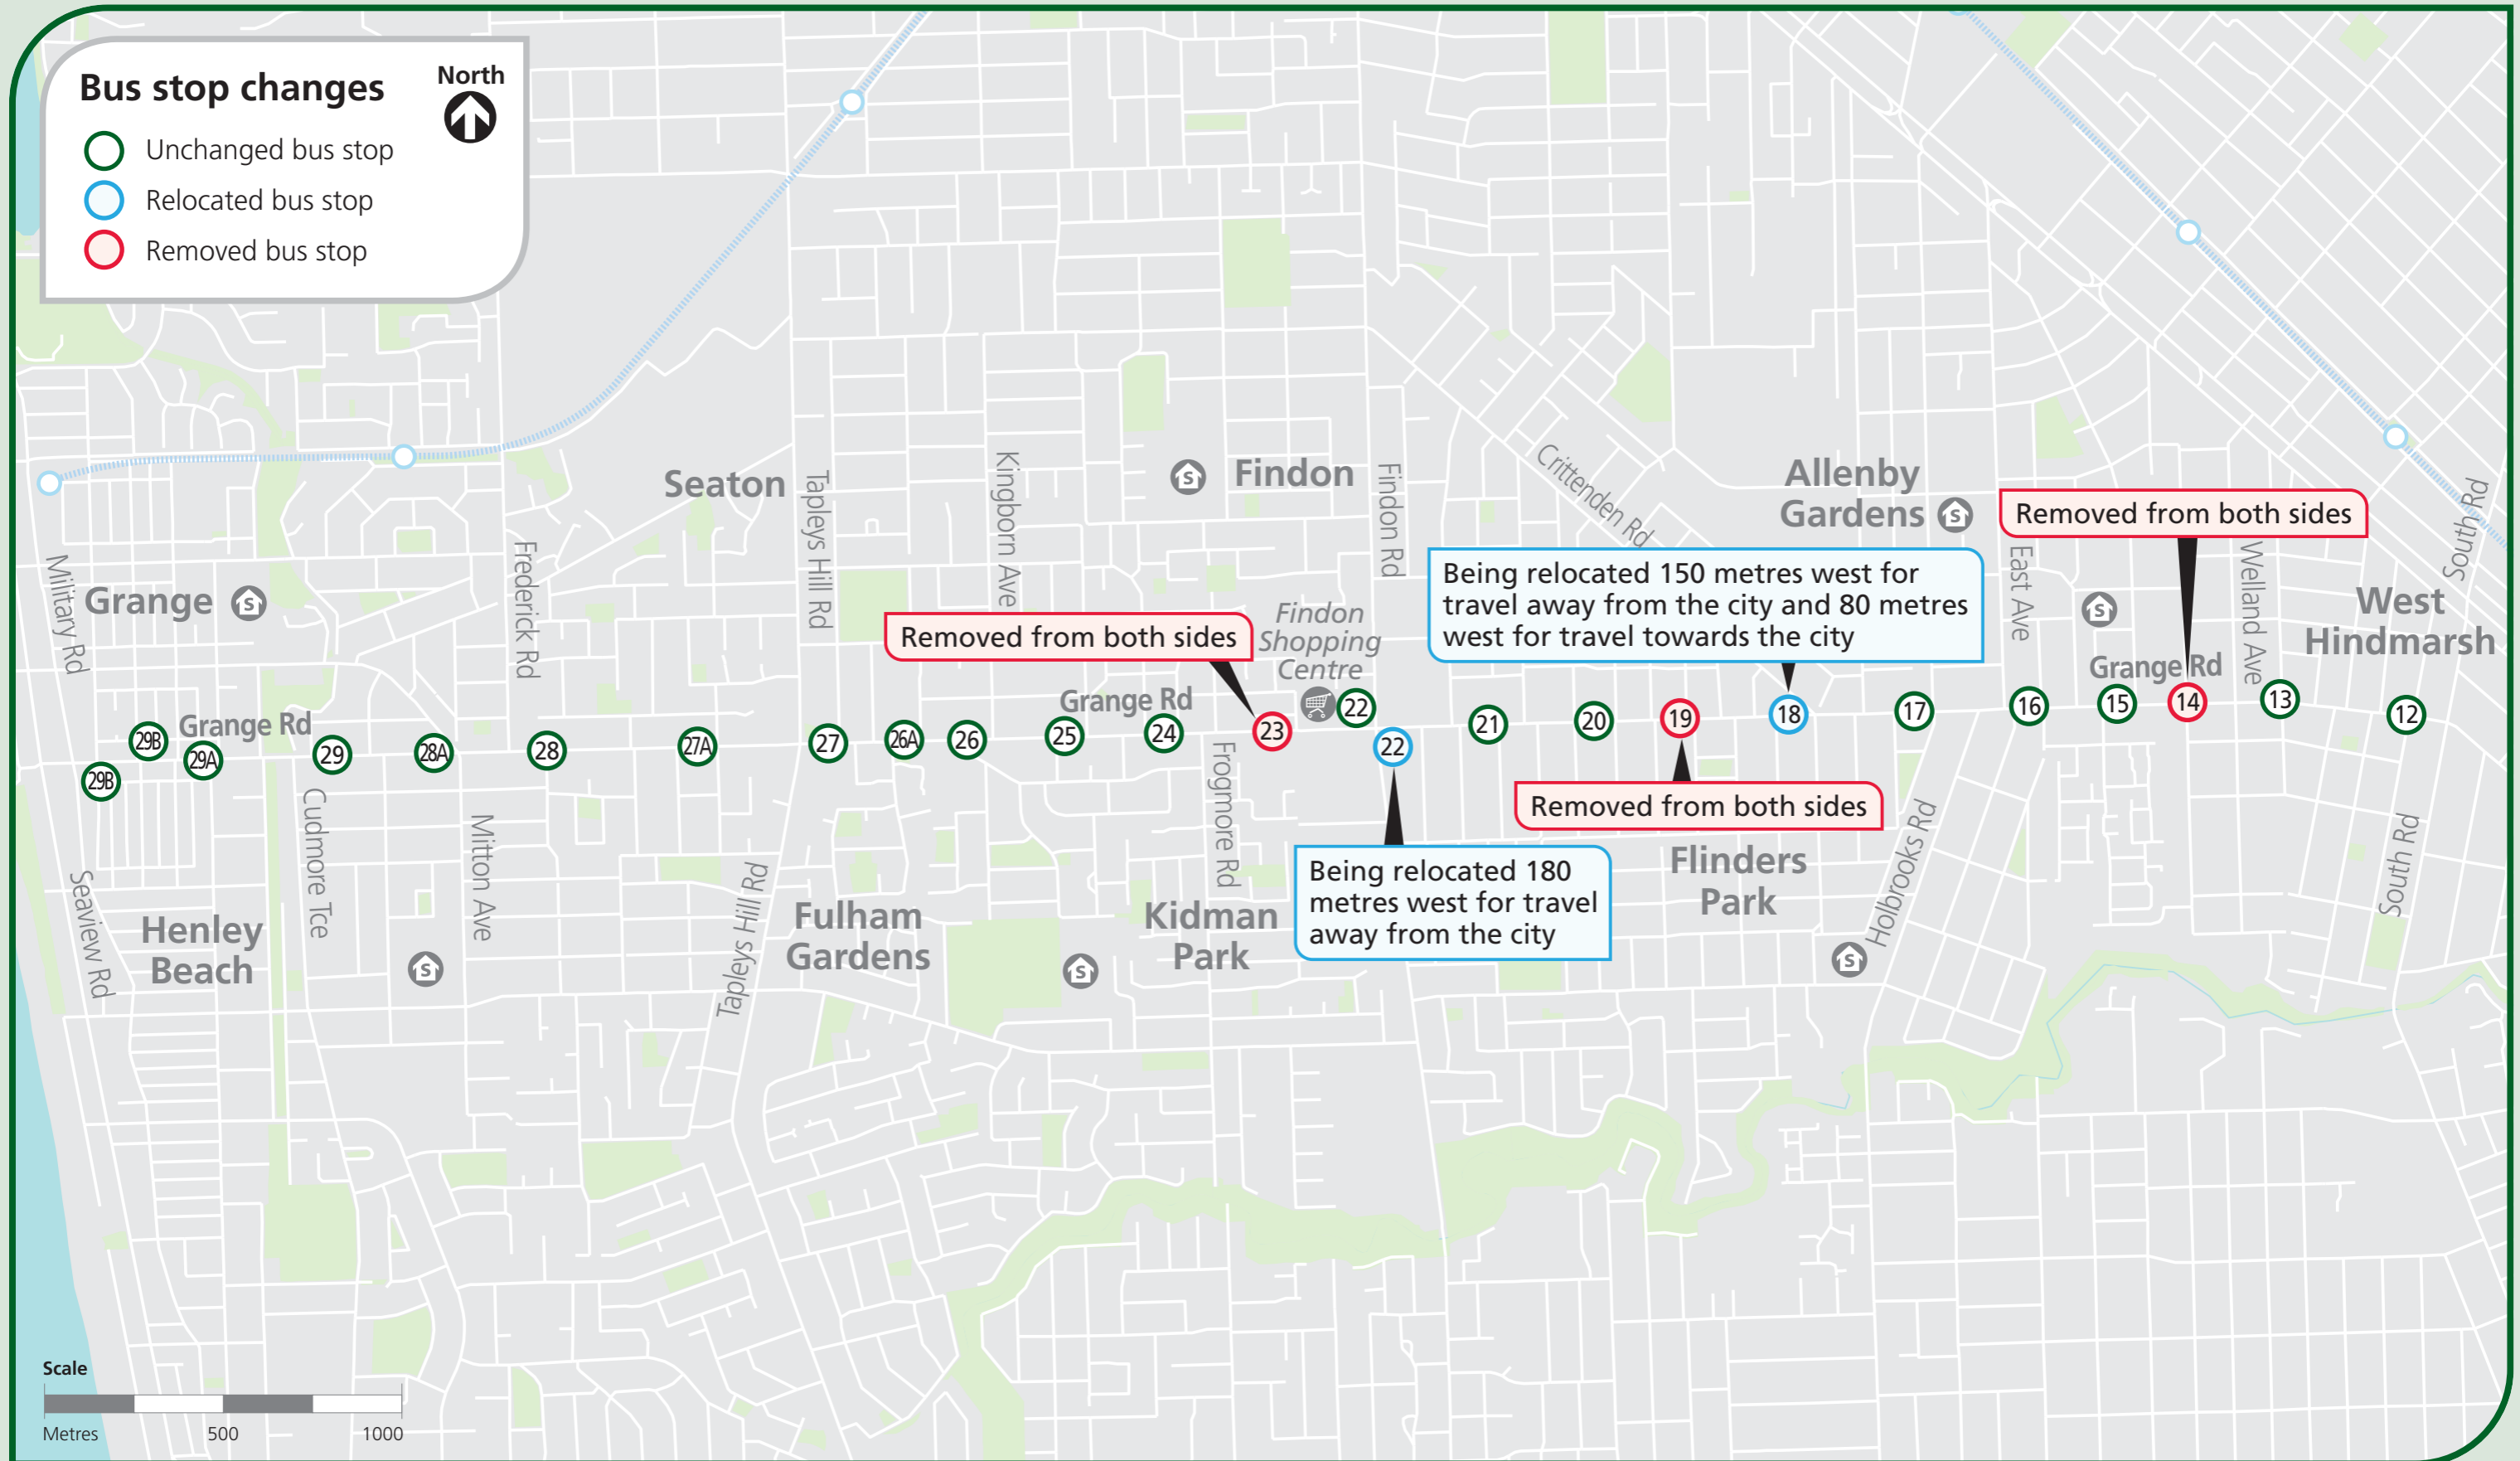 Bus stop changes
North
Unchanged bus stop
Relocated bus stop
Removed bus stop
Seaton
Findon
Allenby
Gardens
Grange
West
Hindmarsh
Henley
Beach
Fulham
Gardens
Kidman
Park
Flinders
Park
Military Rd
Frederick Rd
Tapleys Hill Rd
Kingborn Ave
Findon Rd
Crittenden Rd
East Ave
Welland Ave
South Rd
Removed from both sides
Findon
Shopping
Centre
Being relocated 150 metres west for
travel away from the city and 80 metres
west for travel towards the city
Removed from both sides
Grange Rd
Grange Rd
Grange Rd
29B
29B
29A
29
28A
28
27A
27
26A
26
25
24
23
22
22
21
20
19
18
17
16
15
14
13
12
Removed from both sides
Being relocated 180
metres west for travel
away from the city
Seaview Rd
Cudmore Tce
Mitton Ave
Tapleys Hill Rd
Frogmore Rd
Holbrooks Rd
South Rd
S
S
S
S
S
S
S
Scale
Metres
500
1000